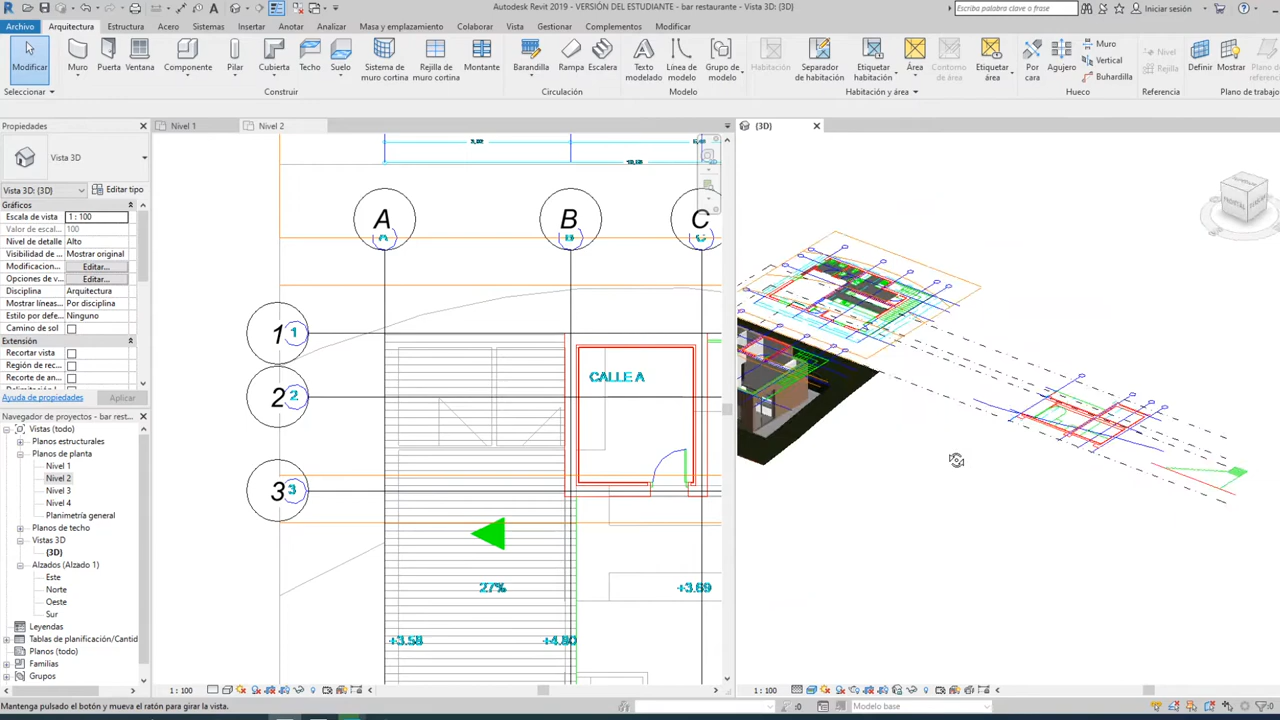 Autodesk Revit 2019 - VERSIÓN DEL ESTUDIANTE - bar restaurante - Vista 3D: {3D}
Escriba palabra clave o frase
Iniciar sesión
Archivo Arquitectura Estructura Acero Sistemas Insertar Anotar Analizar Masa y emplazamiento Colaborar Vista Gestionar Complementos Modificar
Modificar Muro Puerta Ventana Componente Pilar Cubierta Techo Suelo Sistema de muro cortina Rejilla de muro cortina Montante Barandilla Rampa Escalera Texto modelado Línea de modelo Grupo de modelo Habitación Separador de habitación Etiquetar habitación Área Contorno de área Etiquetar área Por cara Agujero Muro Vertical Buhardilla Nivel Rejilla Definir Mostrar Plano de
Seleccionar Construir Circulación Modelo Habitación y área Hueco Referencia Plano de trabajo
Propiedades
Nivel 1
Nivel 2
{3D}
Vista 3D
Vista 3D: {3D}
Editar tipo
Gráficos
Escala de vista 1 : 100
Valor de escal... 100
Nivel de detalle Alto
Visibilidad de ... Mostrar original
Modificacion... Editar...
Opciones de v... Editar...
Disciplina Arquitectura
Mostrar líneas... Por disciplina
Estilo por defe... Ninguno
Camino de sol
Extensión
Recortar vista
Región de rec...
Recorte de an...
Ayuda de propiedades
Aplicar
Navegador de proyectos - bar rest...
Vistas (todo)
Planos estructurales
Planos de planta
Nivel 1
Nivel 2
Nivel 3
Nivel 4
Planimetría general
Planos de techo
Vistas 3D
{3D}
Alzados (Alzado 1)
Este
Norte
Oeste
Sur
Leyendas
Tablas de planificación/Cantid
Planos (todo)
Familias
Grupos
A
B
C
A
B
C
1
1
2
2
3
3
CALLE A
27%
+3.69
+3.58
+4.80
1 : 100
1 : 100
Mantenga pulsado el botón y mueva el ratón para girar la vista.
:0
Modelo base
:0